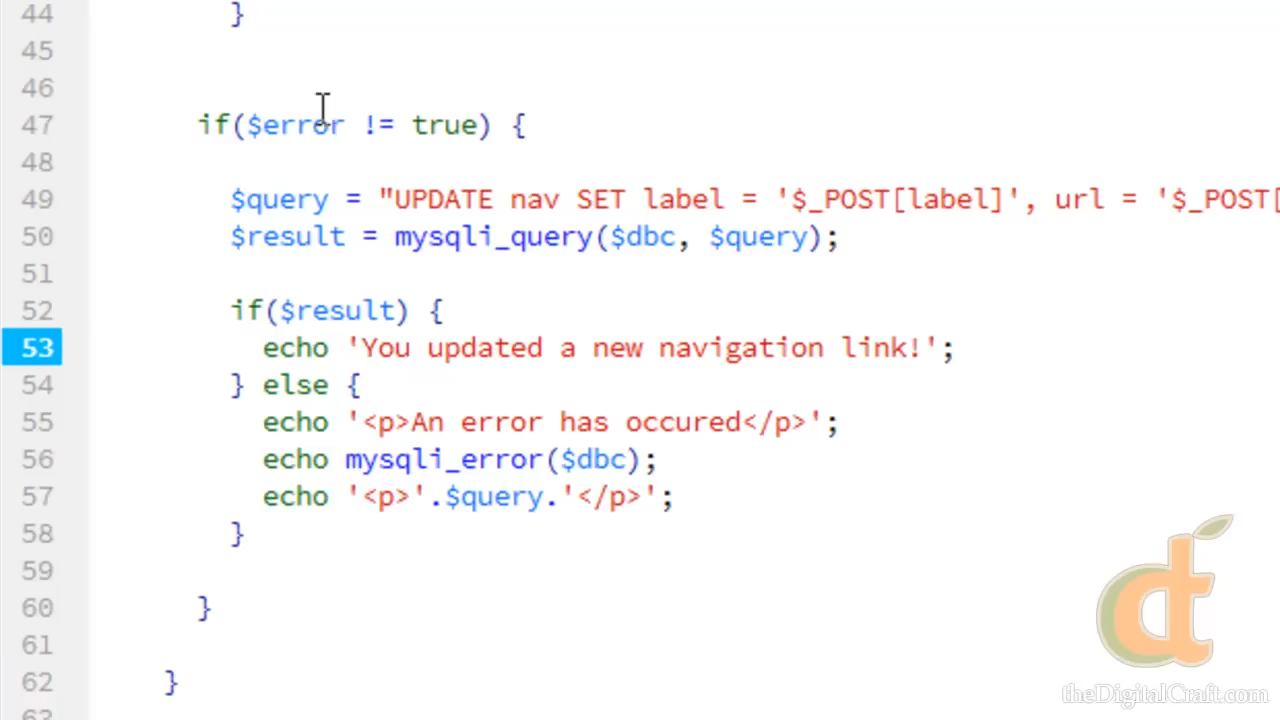 44 }
45
46
47 if($error != true) {
48
49 $query = "UPDATE nav SET label = '$_POST[label]', url = '$_POST[
50 $result = mysqli_query($dbc, $query);
51
52 if($result) {
53 echo 'You updated a new navigation link!';
54 } else {
55 echo '<p>An error has occured</p>';
56 echo mysqli_error($dbc);
57 echo '<p>'.$query.'</p>';
58 }
59
60 }
61
62 }
63
dt
theDigitalCraft.com